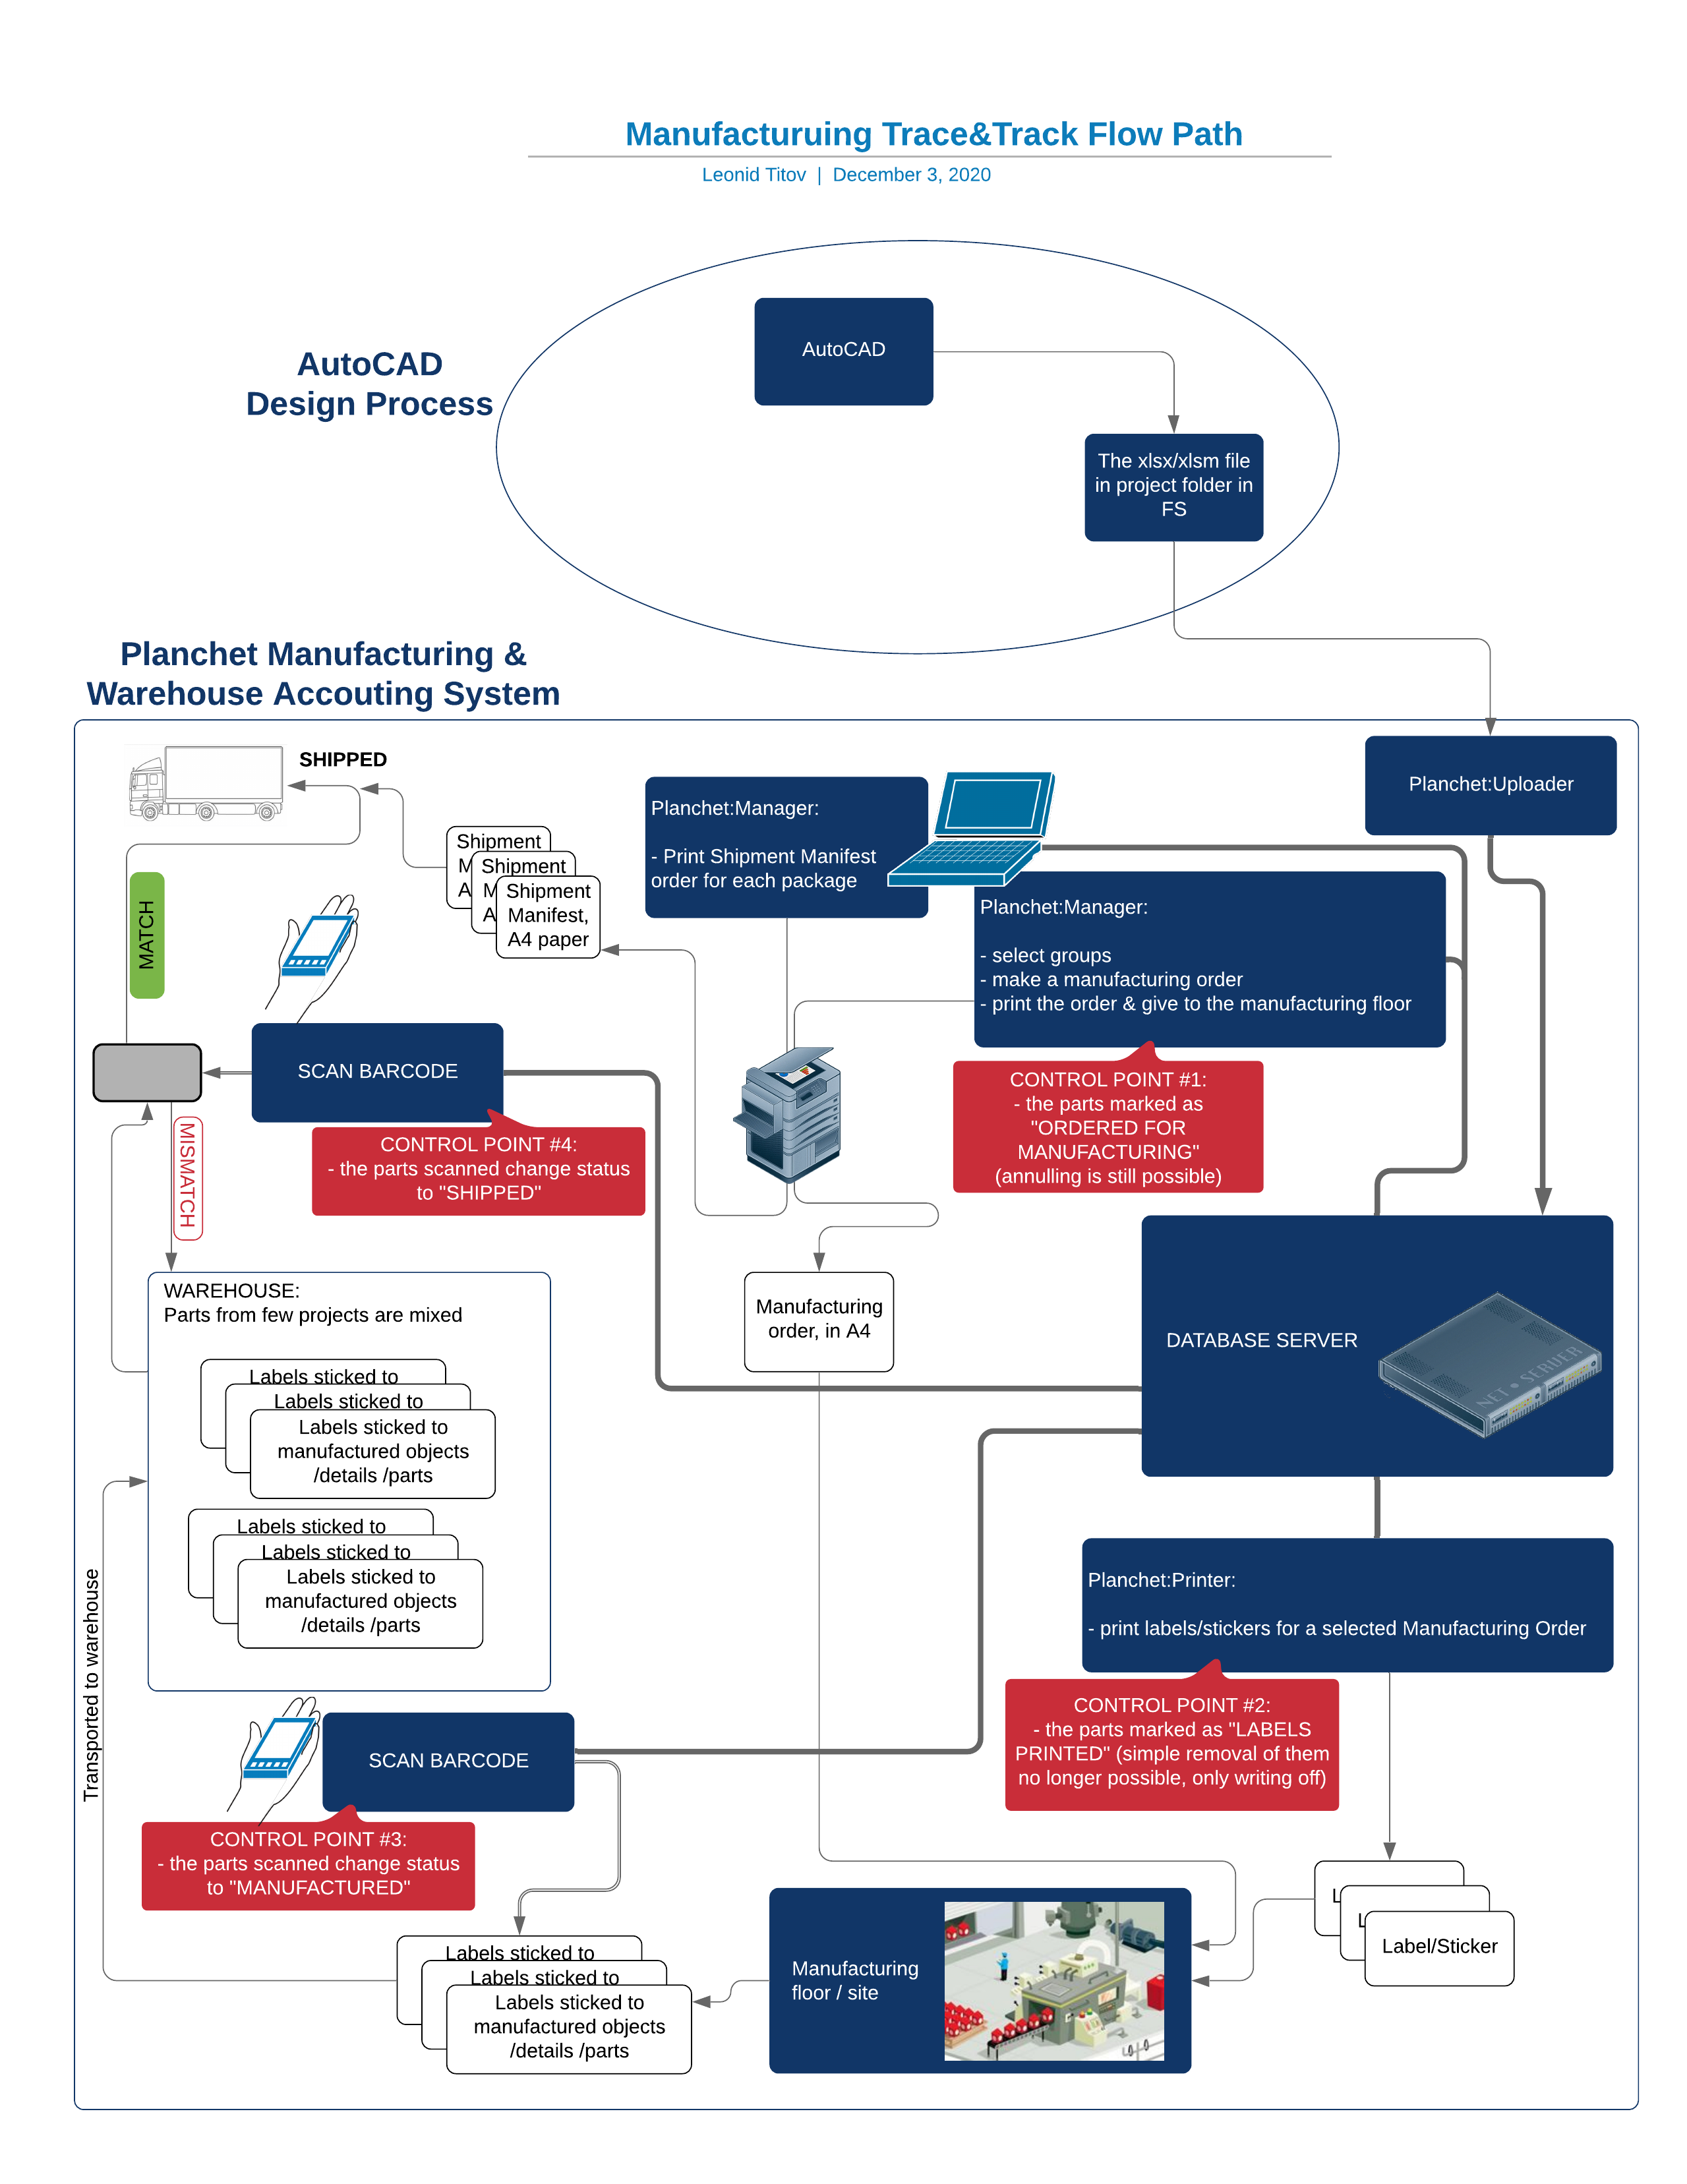 Manufacturuing Trace&Track Flow Path
Leonid Titov | December 3, 2020
AutoCAD
Design Process
AutoCAD
The xlsx/xlsm file
in project folder in
FS
Planchet Manufacturing &
Warehouse Accouting System
SHIPPED
Planchet:Uploader
Planchet:Manager:
- Print Shipment Manifest
order for each package
Shipment
M
A
Shipment
M
A
Shipment
Manifest,
A4 paper
MATCH
Planchet:Manager:
- select groups
- make a manufacturing order
- print the order & give to the manufacturing floor
SCAN BARCODE
CONTROL POINT #1:
- the parts marked as
"ORDERED FOR
MANUFACTURING"
(annulling is still possible)
CONTROL POINT #4:
- the parts scanned change status
to "SHIPPED"
MISMATCH
WAREHOUSE:
Parts from few projects are mixed
Manufacturing
order, in A4
DATABASE SERVER
NET SERVER
Labels sticked to
Labels sticked to
Labels sticked to
manufactured objects
/details /parts
Labels sticked to
Labels sticked to
Labels sticked to
manufactured objects
/details /parts
Transported to warehouse
Planchet:Printer:
- print labels/stickers for a selected Manufacturing Order
CONTROL POINT #2:
- the parts marked as "LABELS
PRINTED" (simple removal of them
no longer possible, only writing off)
SCAN BARCODE
CONTROL POINT #3:
- the parts scanned change status
to "MANUFACTURED"
L
L
Label/Sticker
Manufacturing
floor / site
Labels sticked to
Labels sticked to
Labels sticked to
manufactured objects
/details /parts